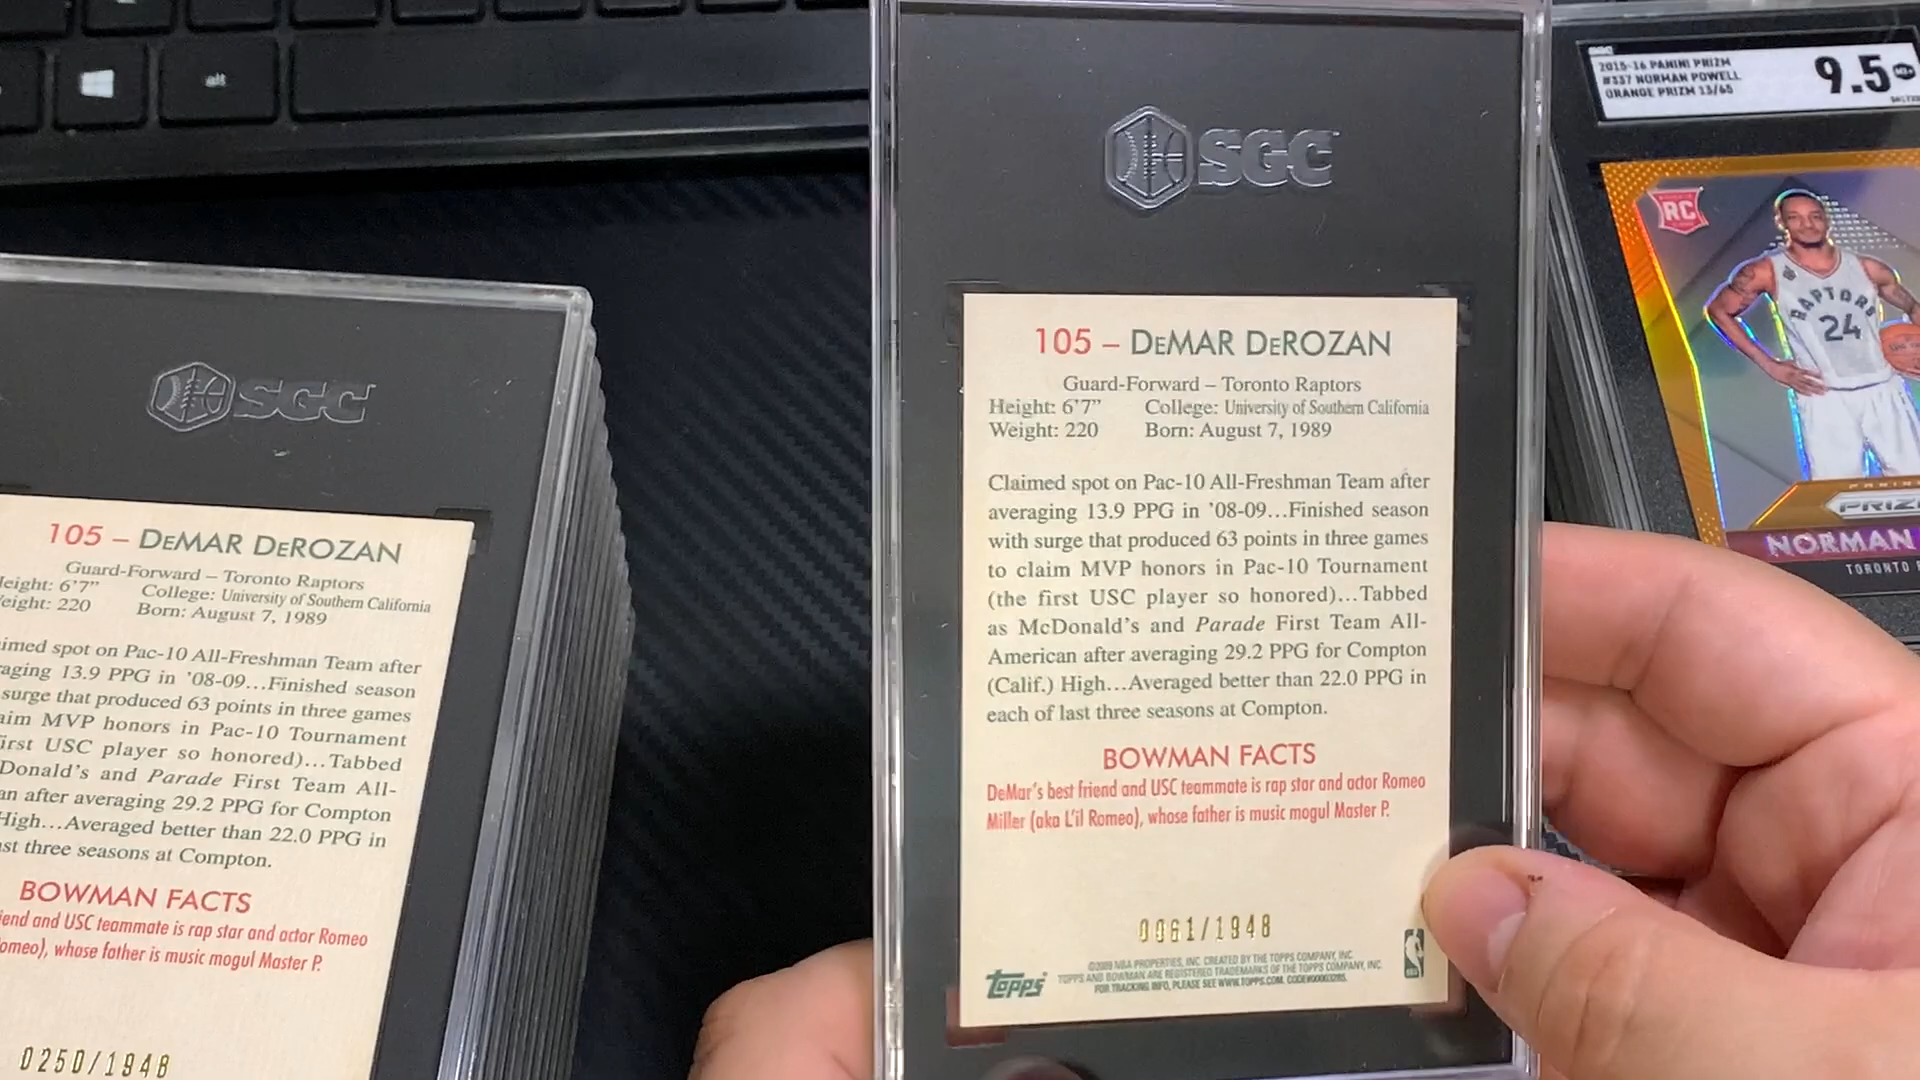 alt
SGC
105 – DeMAR DeROZAN
Guard-Forward – Toronto Raptors
Height: 6'7" College: University of Southern California
Weight: 220 Born: August 7, 1989
Claimed spot on Pac-10 All-Freshman Team after
averaging 13.9 PPG in '08-09...Finished season
with surge that produced 63 points in three games
to claim MVP honors in Pac-10 Tournament
(the first USC player so honored)...Tabbed
as McDonald's and Parade First Team All-
American after averaging 29.2 PPG for Compton
(Calif.) High...Averaged better than 22.0 PPG in
each of last three seasons at Compton.
BOWMAN FACTS
DeMar's best friend and USC teammate is rap star and actor Romeo
Miller (aka L'il Romeo), whose father is music mogul Master P.
0061/1948
©2009 NBA PROPERTIES, INC. CREATED BY THE TOPPS COMPANY, INC.
TOPPS AND BOWMAN ARE REGISTERED TRADEMARKS OF THE TOPPS COMPANY, INC.
FOR TRACKING INFO, PLEASE SEE WWW.TOPPS.COM.
Topps
SGC
105 – DeMAR DeROZAN
Guard-Forward – Toronto Raptors
eight: 6'7" College: University of Southern California
eight: 220 Born: August 7, 1989
imed spot on Pac-10 All-Freshman Team after
raging 13.9 PPG in '08-09...Finished season
surge that produced 63 points in three games
aim MVP honors in Pac-10 Tournament
irst USC player so honored)...Tabbed
Donald's and Parade First Team All-
an after averaging 29.2 PPG for Compton
High...Averaged better than 22.0 PPG in
st three seasons at Compton.
BOWMAN FACTS
iend and USC teammate is rap star and actor Romeo
omeo), whose father is music mogul Master P.
0250/1948
SGC
2015-16 PANINI PRIZM
#337 NORMAN POWELL
ORANGE PRIZM 13/65
9.5
RC
RAPTORS
24
PANINI
PRIZ
NORMAN
TORONTO